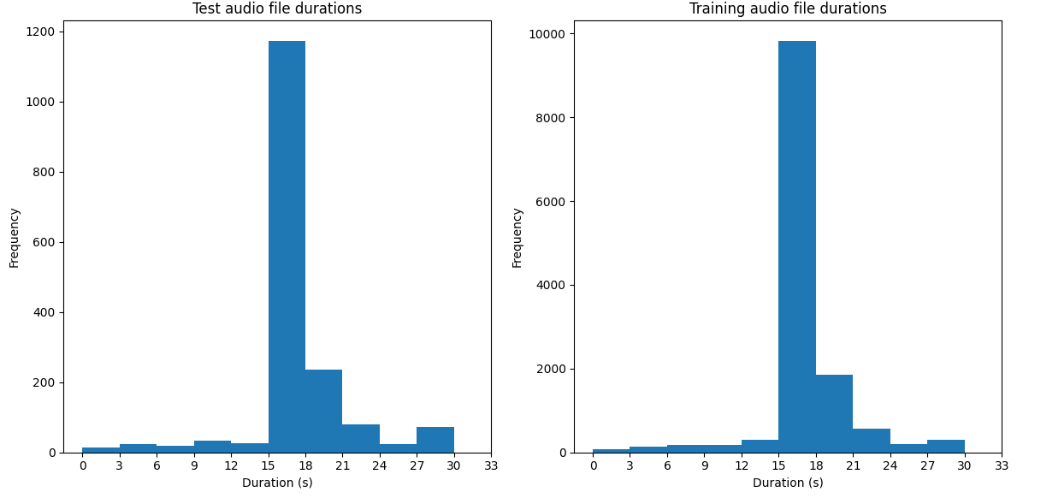 Test audio file durations
1200
1000
800
600
400
200
0
Frequency
0 3 6 9 12 15 18 21 24 27 30 33
Duration (s)
Training audio file durations
10000
8000
6000
4000
2000
0
Frequency
0 3 6 9 12 15 18 21 24 27 30 33
Duration (s)